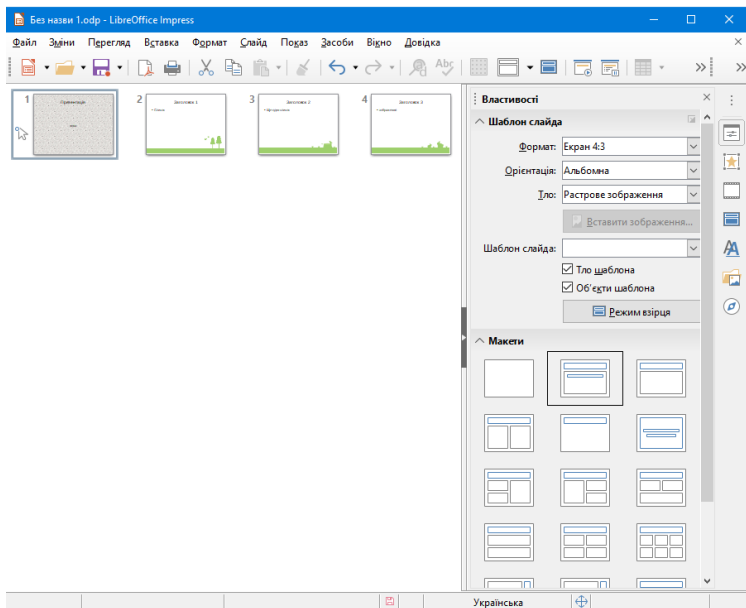 Без назви 1.odp - LibreOffice Impress
Файл Зміни Перегляд Вставка Формат Слайд Показ Засоби Вікно Довідка
Abc
1
2
3
4
Презентація
Заголовок 1
Заголовок 2
Заголовок 3
Властивості
Шаблон слайда
Формат: Екран 4:3
Орієнтація: Альбомна
Тло: Растрове зображення
Вставити зображення...
Шаблон слайда:
Тло шаблона
Об'єкти шаблона
Режим взірця
Макети
Українська